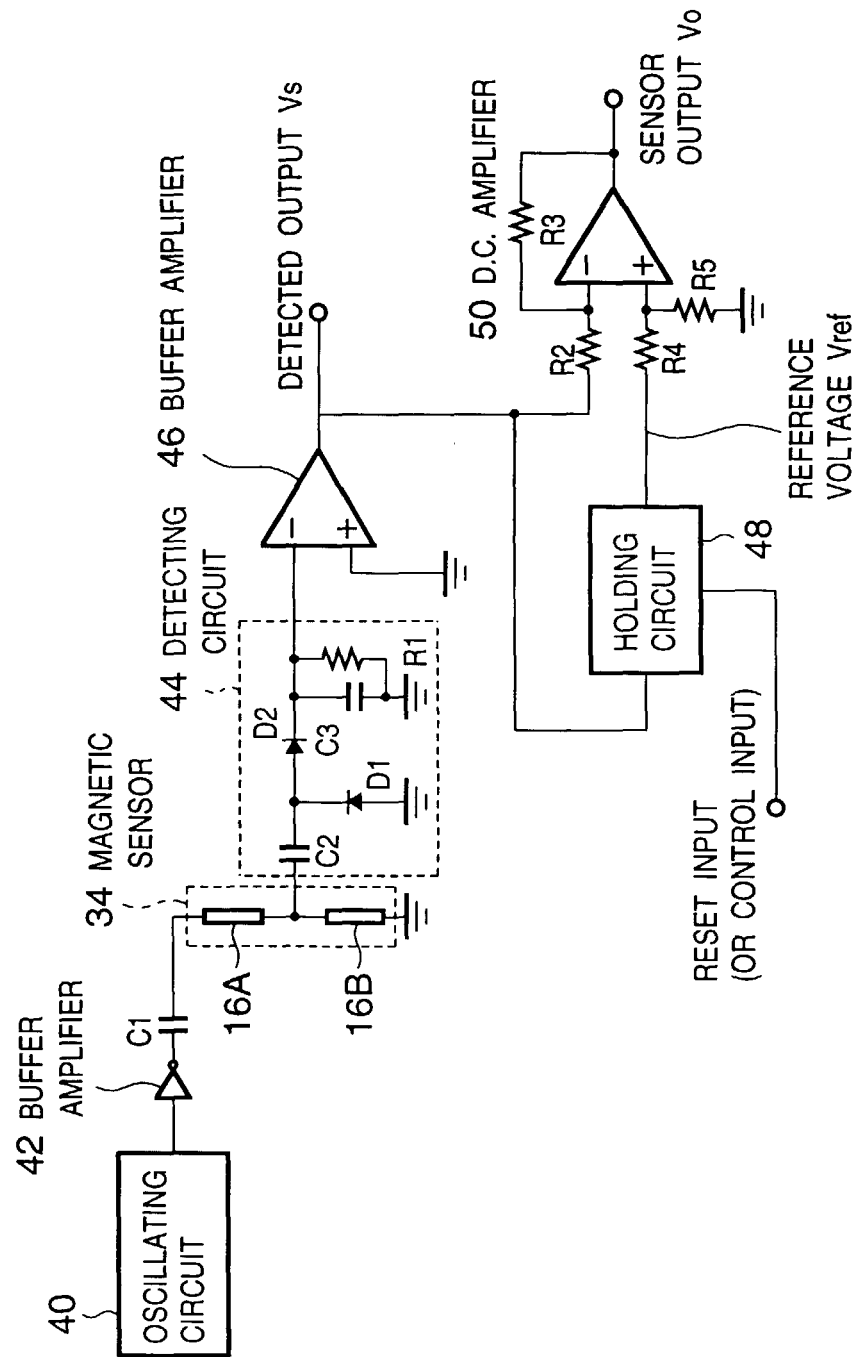 40
OSCILLATING
CIRCUIT
42 BUFFER
AMPLIFIER
C1
34 MAGNETIC
SENSOR
16A
16B
44 DETECTING
CIRCUIT
C2
D1
D2
C3
R1
46 BUFFER AMPLIFIER
−
+
DETECTED OUTPUT Vs
RESET INPUT
(OR CONTROL INPUT)
HOLDING
CIRCUIT
48
REFERENCE
VOLTAGE Vref
50 D.C. AMPLIFIER
R2
R3
R4
R5
−
+
SENSOR
OUTPUT Vo